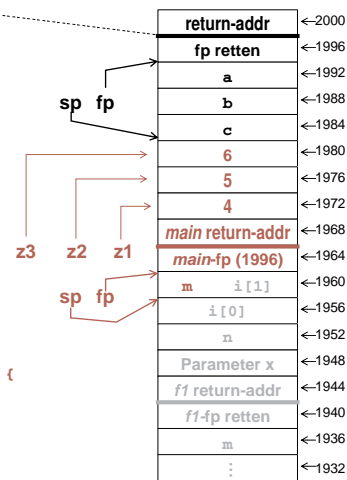 return-addr ←2000
fp retten ←1996
a ←1992
b ←1988
sp fp
c ←1984
6 ←1980
5 ←1976
4 ←1972
z3 z2 z1
main return-addr ←1968
main-fp (1996) ←1964
m i[1] ←1960
sp fp
i[0] ←1956
n ←1952
Parameter x ←1948
{
f1 return-addr ←1944
f1-fp retten ←1940
m ←1936
⋮ ←1932